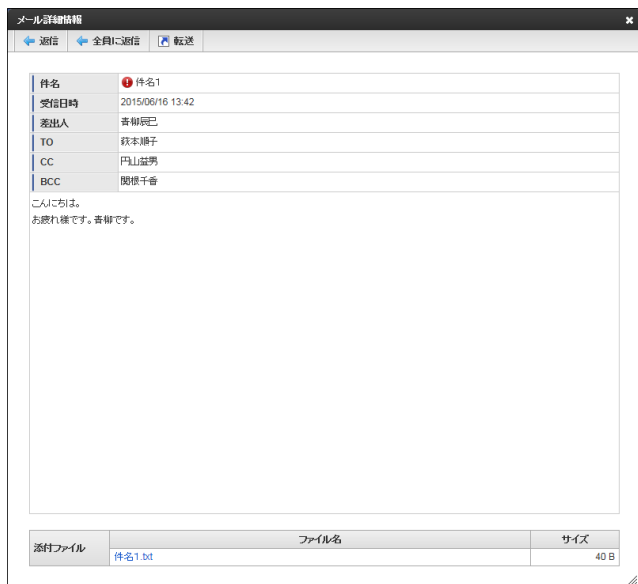 メール詳細情報
返信 全員に返信 転送
件名 件名1
受信日時 2015/06/16 13:42
差出人 青柳辰巳
TO 萩本順子
CC 円山益男
BCC 関根千香
こんにちは。
お疲れ様です。青柳です。
添付ファイル ファイル名 サイズ
件名1.txt 40 B